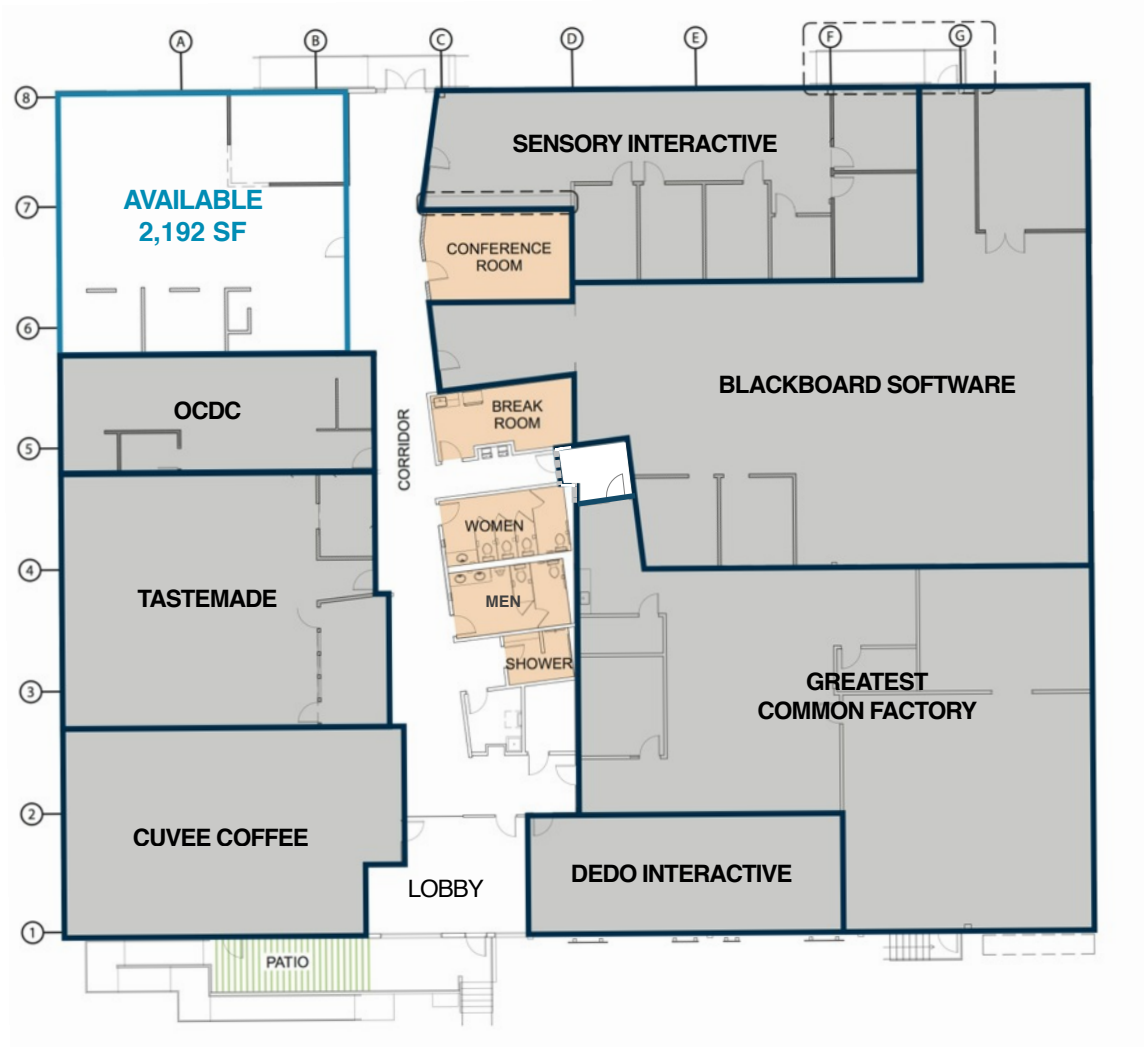 A
B
C
D
E
F
G
8
SENSORY INTERACTIVE
AVAILABLE
2,192 SF
7
CONFERENCE
ROOM
6
BLACKBOARD SOFTWARE
OCDC
BREAK
ROOM
CORRIDOR
5
WOMEN
4
TASTEMADE
MEN
SHOWER
3
GREATEST
COMMON FACTORY
2
CUVEE COFFEE
DEDO INTERACTIVE
LOBBY
1
PATIO